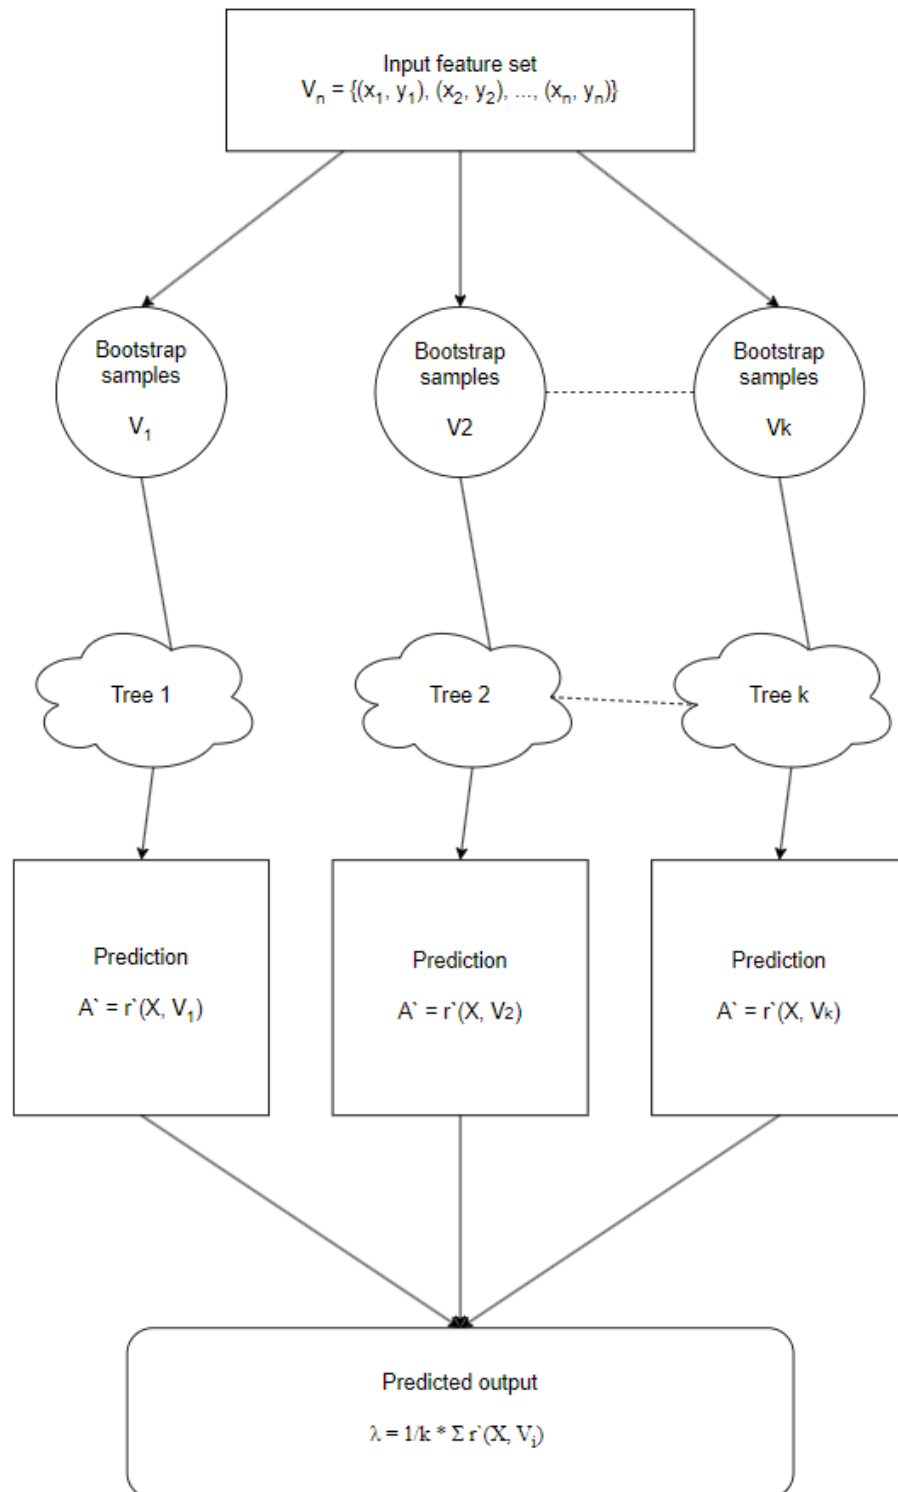 Input feature set
Vₙ = {(x₁, y₁), (x₂, y₂), ..., (xₙ, yₙ)}
Bootstrap
samples
V₁
Bootstrap
samples
V2
Bootstrap
samples
Vk
Tree 1
Tree 2
Tree k
Prediction
A` = r`(X, V₁)
Prediction
A` = r`(X, V2)
Prediction
A` = r`(X, Vk)
Predicted output
λ = 1/k * Σ r`(X, Vᵢ)